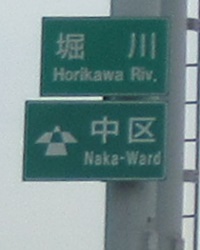 堀川
Horikawa Riv.
中区
Naka-Ward